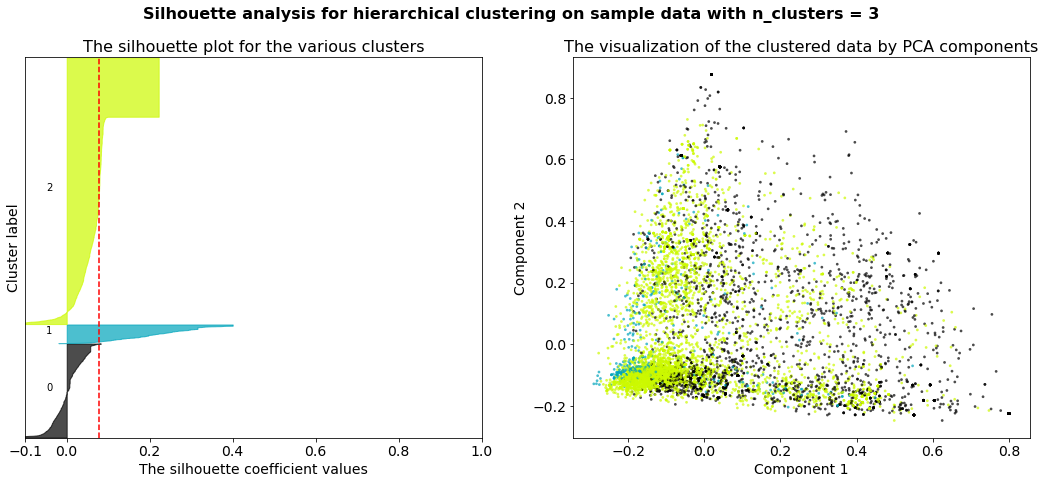 Silhouette analysis for hierarchical clustering on sample data with n_clusters = 3
The silhouette plot for the various clusters
Cluster label
2
1
0
−0.1 0.0 0.2 0.4 0.6 0.8 1.0
The silhouette coefficient values
The visualization of the clustered data by PCA components
Component 2
0.8
0.6
0.4
0.2
0.0
−0.2
−0.2 0.0 0.2 0.4 0.6 0.8
Component 1